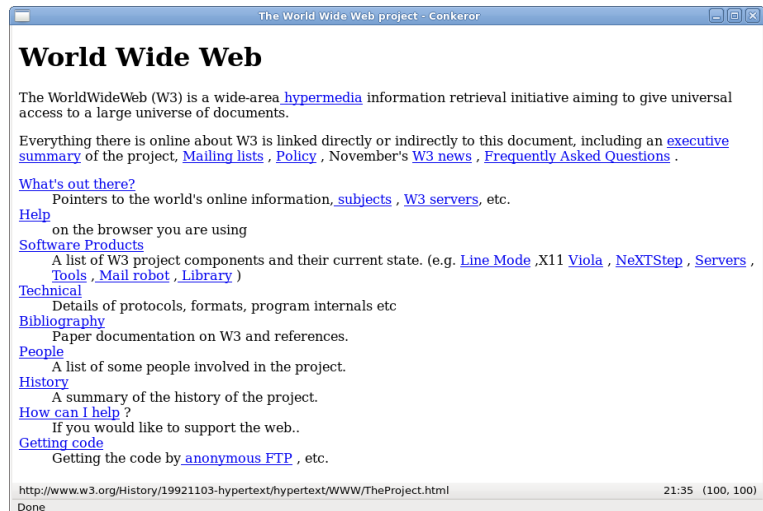 The World Wide Web project - Conkeror
World Wide Web
The WorldWideWeb (W3) is a wide-area hypermedia information retrieval initiative aiming to give universal
access to a large universe of documents.
Everything there is online about W3 is linked directly or indirectly to this document, including an executive
summary of the project, Mailing lists , Policy , November's W3 news , Frequently Asked Questions .
What's out there?
Pointers to the world's online information, subjects , W3 servers, etc.
Help
on the browser you are using
Software Products
A list of W3 project components and their current state. (e.g. Line Mode ,X11 Viola , NeXTStep , Servers ,
Tools , Mail robot , Library )
Technical
Details of protocols, formats, program internals etc
Bibliography
Paper documentation on W3 and references.
People
A list of some people involved in the project.
History
A summary of the history of the project.
How can I help ?
If you would like to support the web..
Getting code
Getting the code by anonymous FTP , etc.
http://www.w3.org/History/19921103-hypertext/hypertext/WWW/TheProject.html 21:35 (100, 100)
Done